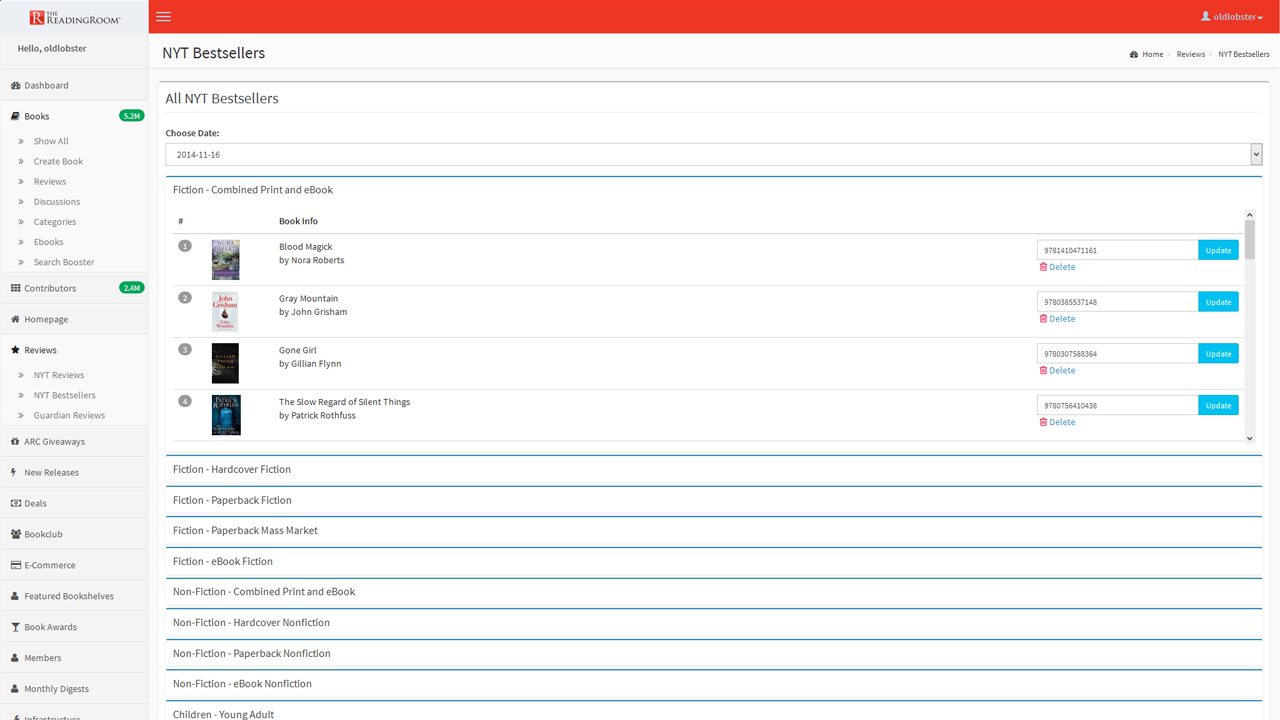 THE
READINGROOM
oldlobster
Hello, oldlobster
NYT Bestsellers
Home
Reviews
NYT Bestsellers
Dashboard
Books
5.2M
Show All
Create Book
Reviews
Discussions
Categories
Ebooks
Search Booster
Contributors
2.4M
Homepage
Reviews
NYT Reviews
NYT Bestsellers
Guardian Reviews
ARC Giveaways
New Releases
Deals
Bookclub
E-Commerce
Featured Bookshelves
Book Awards
Members
Monthly Digests
Infrastructure
All NYT Bestsellers
Choose Date:
2014-11-16
Fiction - Combined Print and eBook
# Book Info
1
NORA
ROBERTS
Blood Magick
by Nora Roberts
9781410471161
Update
Delete
2
John
Grisham
Gray
Mountain
Gray Mountain
by John Grisham
9780385537148
Update
Delete
3
GILLIAN
FLYNN
Gone Girl
by Gillian Flynn
9780307588364
Update
Delete
4
PATRICK
ROTHFUSS
The Slow Regard of Silent Things
by Patrick Rothfuss
9780756410438
Update
Delete
Fiction - Hardcover Fiction
Fiction - Paperback Fiction
Fiction - Paperback Mass Market
Fiction - eBook Fiction
Non-Fiction - Combined Print and eBook
Non-Fiction - Hardcover Nonfiction
Non-Fiction - Paperback Nonfiction
Non-Fiction - eBook Nonfiction
Children - Young Adult